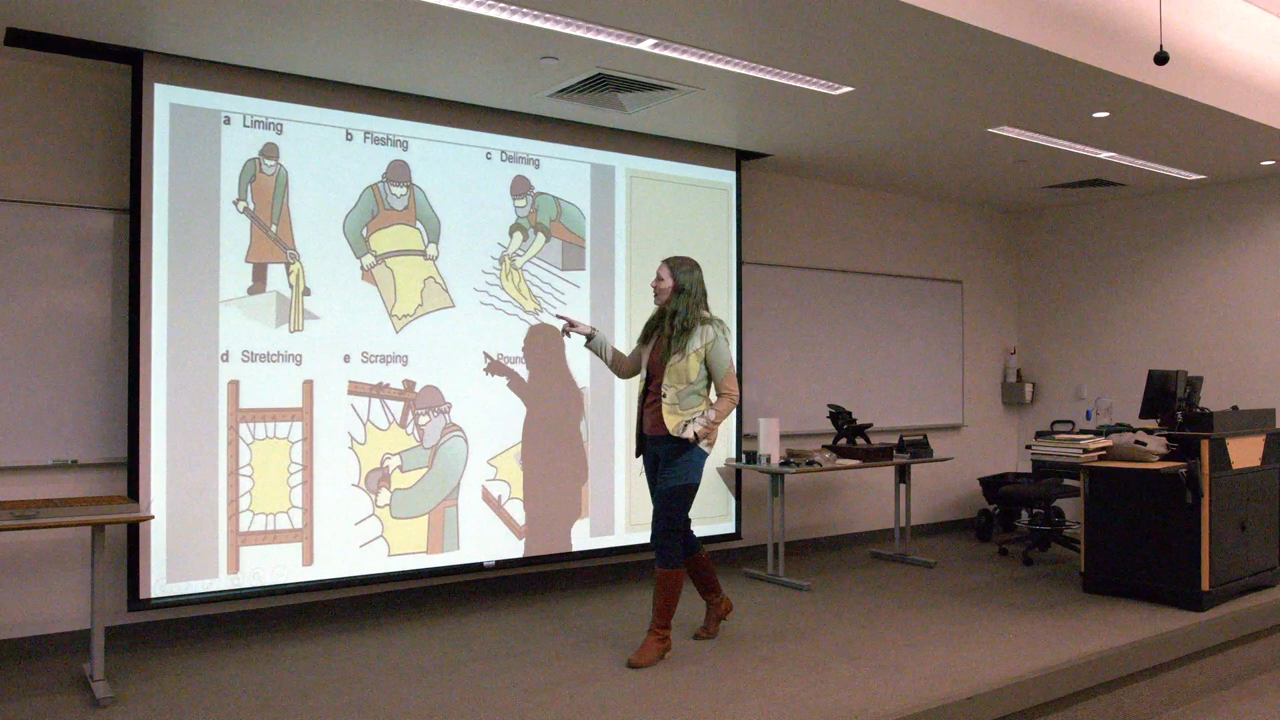 a Liming
b Fleshing
c Deliming
d Stretching
e Scraping